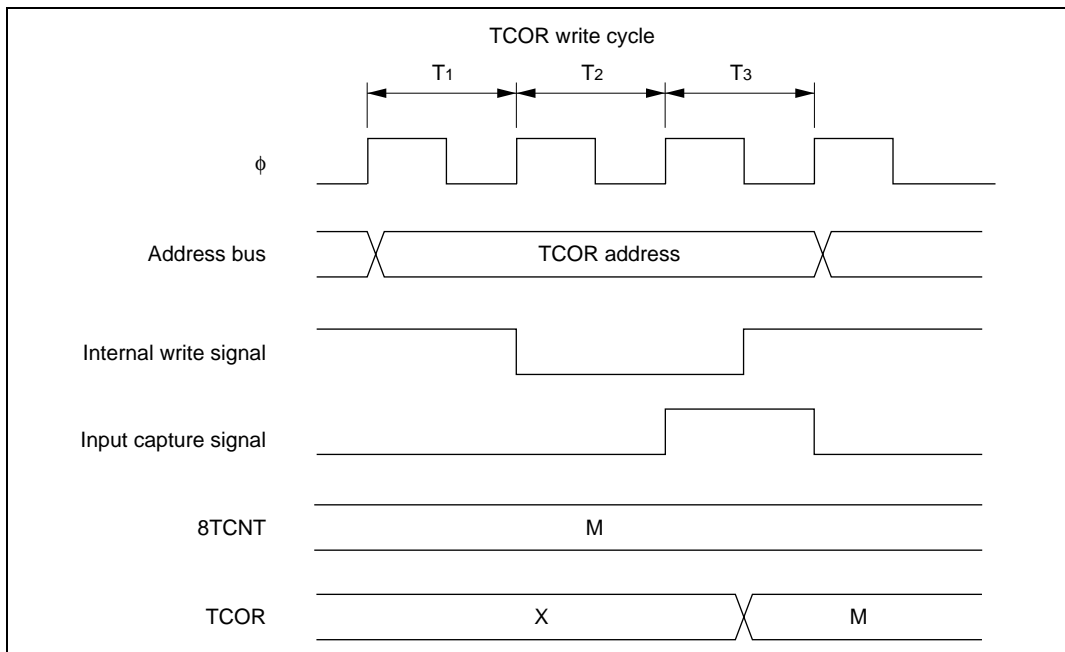 TCOR write cycle
T1 T2 T3
φ
Address bus TCOR address
Internal write signal
Input capture signal
8TCNT M
TCOR X M